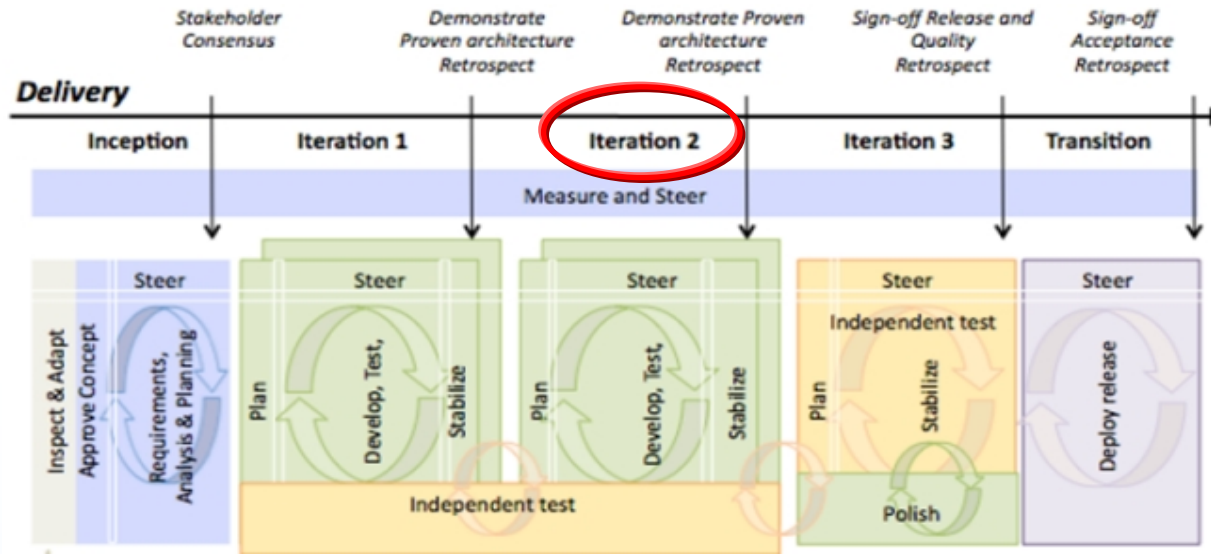 Stakeholder
Consensus
Demonstrate
Proven architecture
Retrospect
Demonstrate Proven
architecture
Retrospect
Sign-off Release and
Quality
Retrospect
Sign-off
Acceptance
Retrospect
Delivery
Inception
Iteration 1
Iteration 2
Iteration 3
Transition
Measure and Steer
Inspect & Adapt
Approve Concept
Steer
Requirements,
Analysis & Planning
Steer
Plan
Develop, Test,
Stabilize
Steer
Plan
Develop, Test,
Stabilize
Independent test
Steer
Independent test
Plan
Stabilize
Polish
Steer
Deploy release